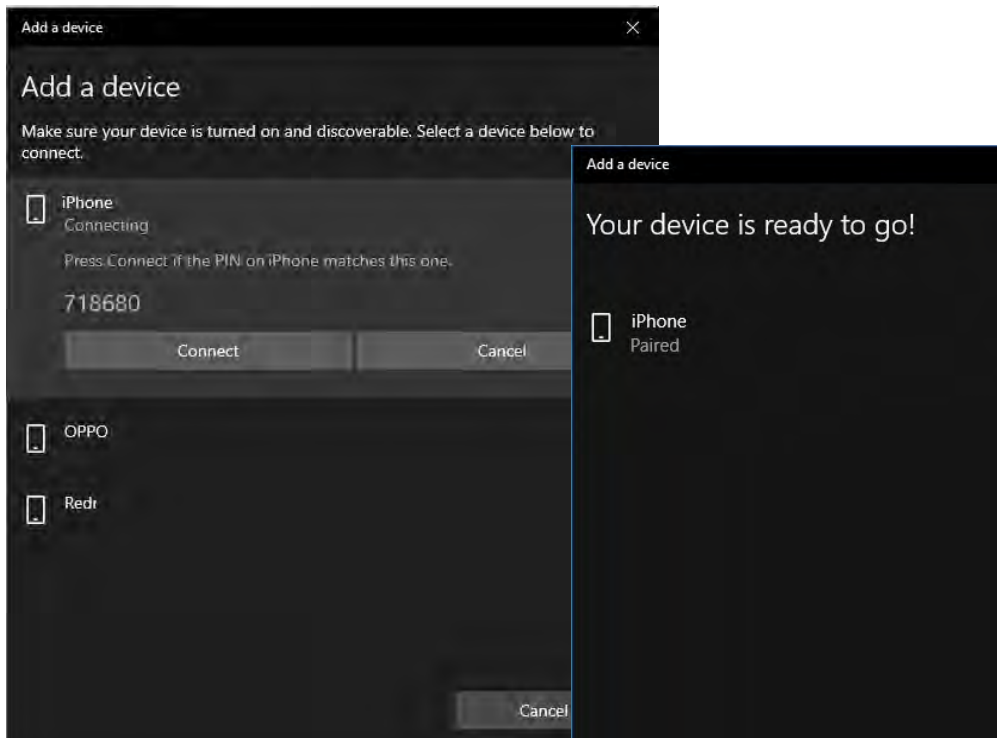 Add a device
Add a device
Make sure your device is turned on and discoverable. Select a device below to
connect.
iPhone
Connecting
Press Connect if the PIN on iPhone matches this one.
718680
Connect Cancel
OPPO
Redr
Cancel
Add a device
Your device is ready to go!
iPhone
Paired